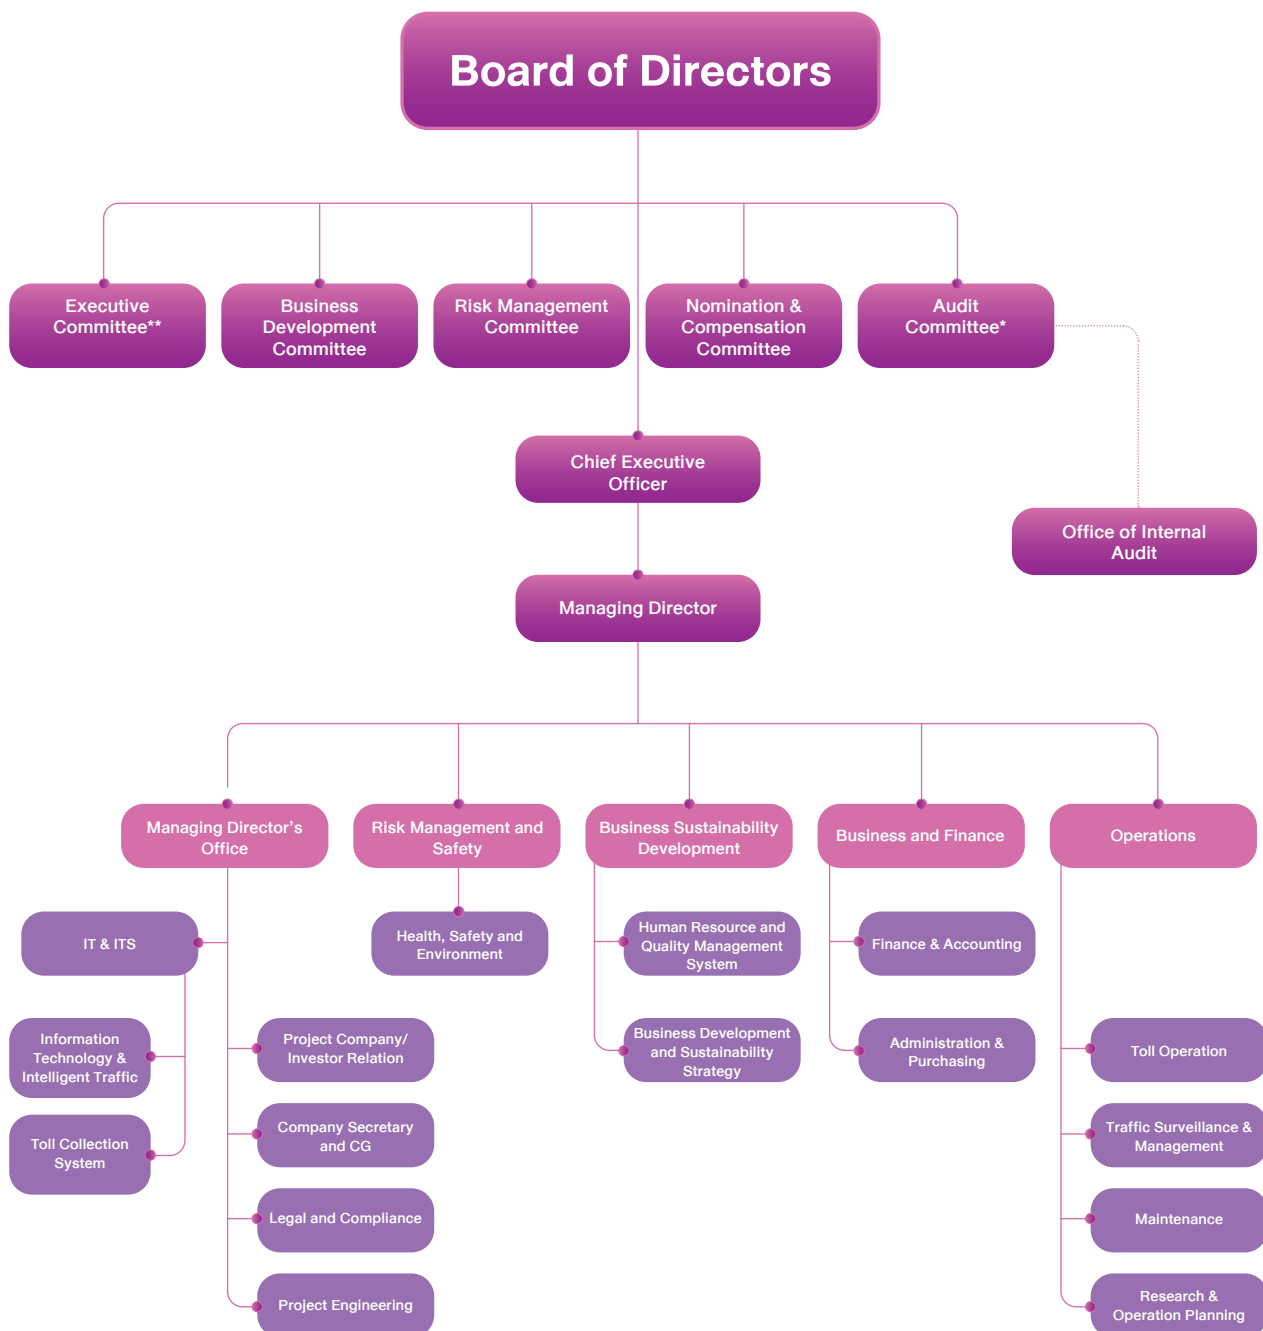 Board of Directors
Executive
Committee**
Business
Development
Committee
Risk Management
Committee
Nomination &
Compensation
Committee
Audit
Committee*
Chief Executive
Officer
Office of Internal
Audit
Managing Director
Managing Director's
Office
Risk Management and
Safety
Business Sustainability
Development
Business and Finance
Operations
IT & ITS
Health, Safety and
Environment
Human Resource and
Quality Management
System
Finance & Accounting
Information
Technology &
Intelligent Traffic
Project Company/
Investor Relation
Business Development
and Sustainability
Strategy
Administration &
Purchasing
Toll Operation
Toll Collection
System
Company Secretary
and CG
Traffic Surveillance &
Management
Legal and Compliance
Maintenance
Project Engineering
Research &
Operation Planning